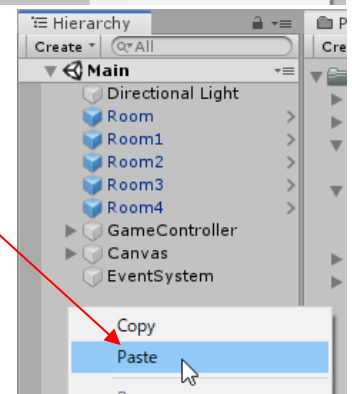 Hierarchy
Create All
Main
Directional Light
Room
Room1
Room2
Room3
Room4
GameController
Canvas
EventSystem
Copy
Paste
P
Cre